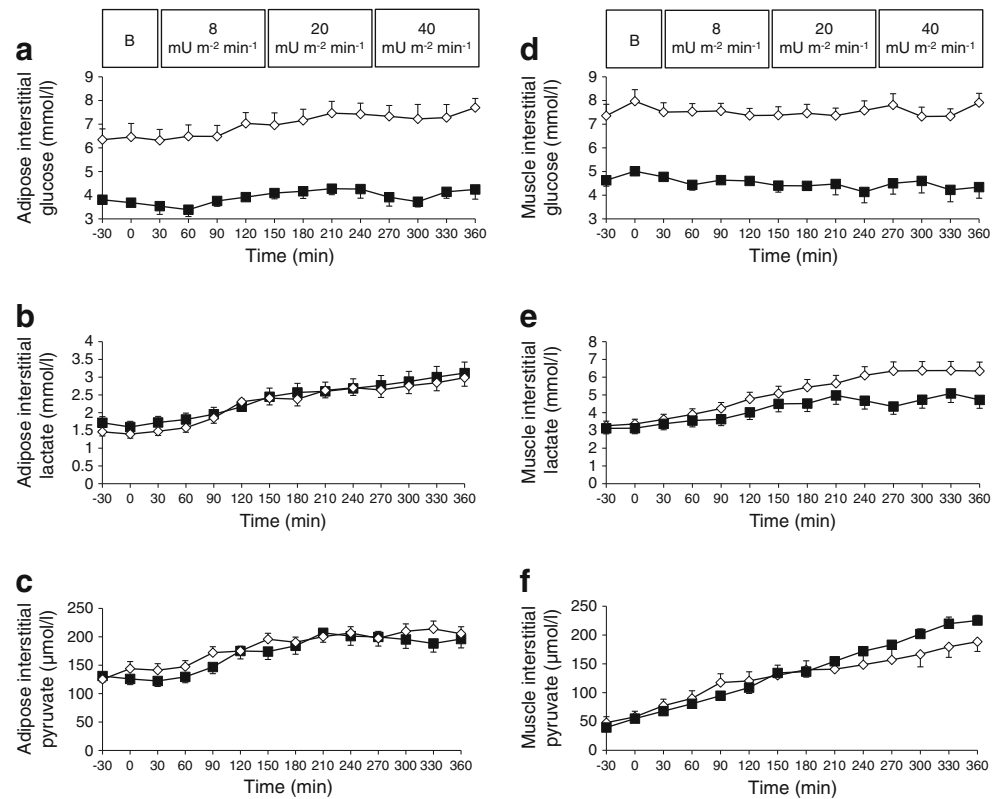 a
B
8
mU m-2 min-1
20
mU m-2 min-1
40
mU m-2 min-1
Adipose interstitial
glucose (mmol/l)
9
8
7
6
5
4
3
-30 0 30 60 90 120 150 180 210 240 270 300 330 360
Time (min)
b
Adipose interstitial
lactate (mmol/l)
4
3.5
3
2.5
2
1.5
1
0.5
0
-30 0 30 60 90 120 150 180 210 240 270 300 330 360
Time (min)
c
Adipose interstitial
pyruvate (µmol/l)
250
200
150
100
50
0
-30 0 30 60 90 120 150 180 210 240 270 300 330 360
Time (min)
d
B
8
mU m-2 min-1
20
mU m-2 min-1
40
mU m-2 min-1
Muscle interstitial
glucose (mmol/l)
9
8
7
6
5
4
3
-30 0 30 60 90 120 150 180 210 240 270 300 330 360
Time (min)
e
Muscle interstitial
lactate (mmol/l)
8
7
6
5
4
3
2
1
0
-30 0 30 60 90 120 150 180 210 240 270 300 330 360
Time (min)
f
Muscle interstitial
pyruvate (µmol/l)
250
200
150
100
50
0
-30 0 30 60 90 120 150 180 210 240 270 300 330 360
Time (min)